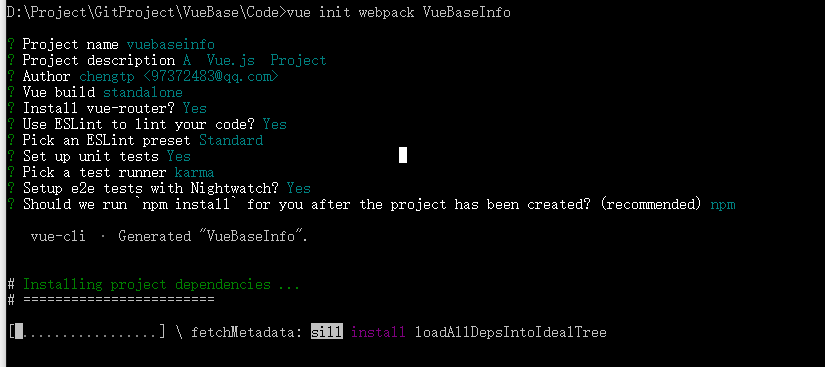 D:\Project\GitProject\VueBase\Code>vue init webpack VueBaseInfo
? Project name vuebaseinfo
? Project description A  Vue.js  Project
? Author chengtp <97372483@qq.com>
? Vue build standalone
? Install vue-router? Yes
? Use ESLint to lint your code? Yes
? Pick an ESLint preset Standard
? Set up unit tests Yes
? Pick a test runner karma
? Setup e2e tests with Nightwatch? Yes
? Should we run `npm install` for you after the project has been created? (recommended) npm
vue-cli · Generated "VueBaseInfo".
# Installing project dependencies ...
# ========================
[ .................] \ fetchMetadata: sill install loadAllDepsIntoIdealTree